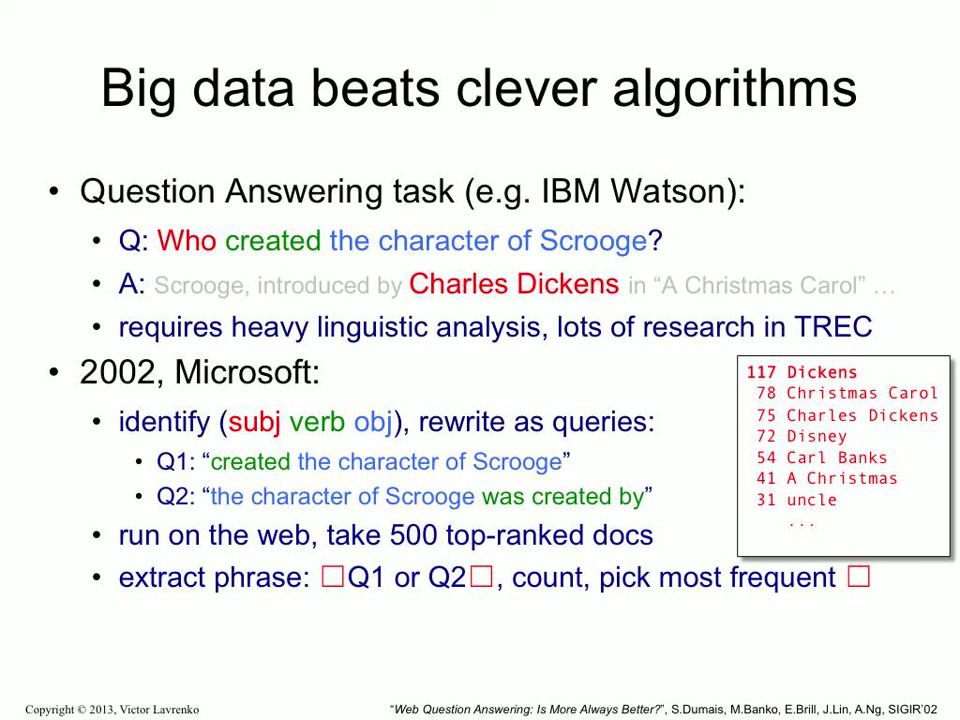 Big data beats clever algorithms
• Question Answering task (e.g. IBM Watson):
• Q: Who created the character of Scrooge?
• A: Scrooge, introduced by Charles Dickens in “A Christmas Carol” …
• requires heavy linguistic analysis, lots of research in TREC
• 2002, Microsoft:
• identify (subj verb obj), rewrite as queries:
• Q1: “created the character of Scrooge”
• Q2: “the character of Scrooge was created by”
• run on the web, take 500 top-ranked docs
• extract phrase: □Q1 or Q2□, count, pick most frequent □
117 Dickens
78 Christmas Carol
75 Charles Dickens
72 Disney
54 Carl Banks
41 A Christmas
31 uncle
...
Copyright © 2013, Victor Lavrenko
“Web Question Answering: Is More Always Better?”, S.Dumais, M.Banko, E.Brill, J.Lin, A.Ng, SIGIR’02